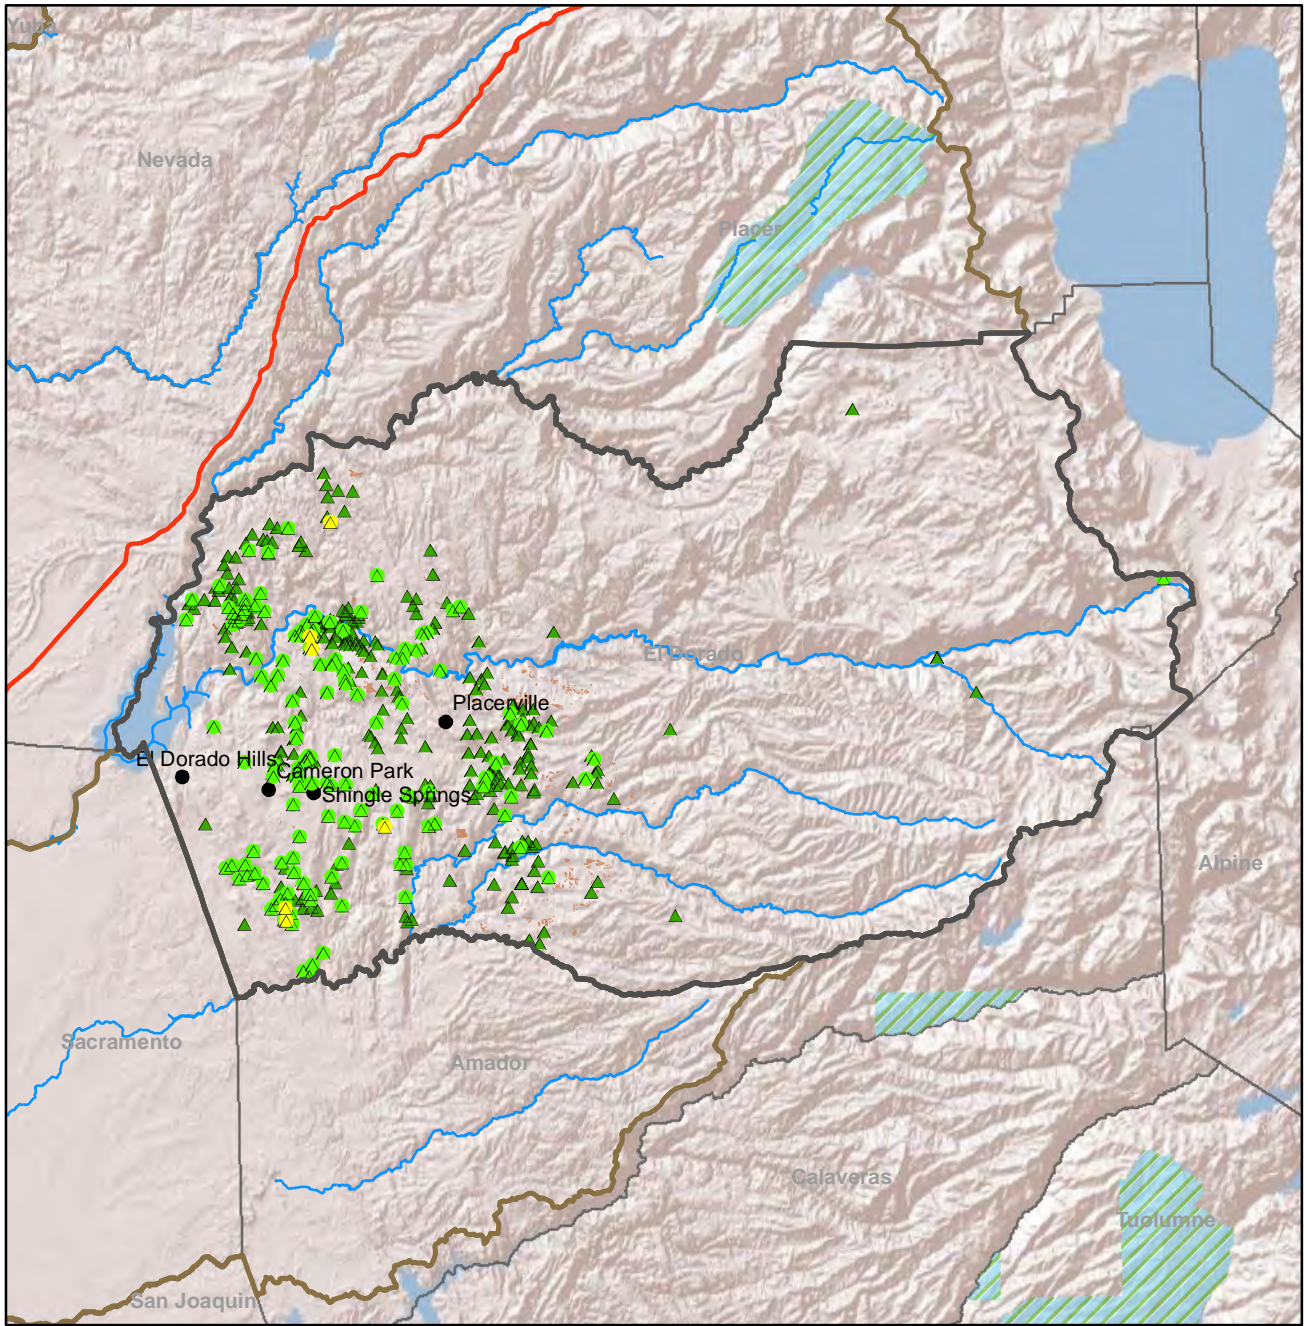 Yuba
Nevada
Placer
El Dorado
Placerville
El Dorado Hills
Cameron Park
Shingle Springs
Alpine
Sacramento
Amador
Calaveras
Tuolumne
San Joaquin